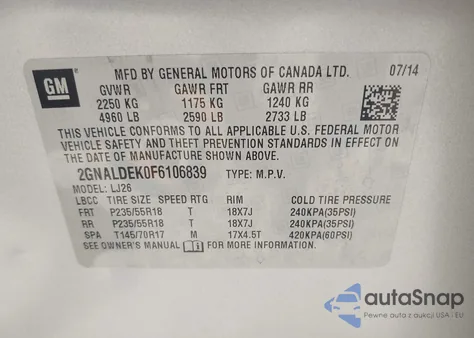 GM
MFD BY GENERAL MOTORS OF CANADA LTD. 07/14
GVWR GAWR FRT GAWR RR
2250 KG 1175 KG 1240 KG
4960 LB 2590 LB 2733 LB
THIS VEHICLE CONFORMS TO ALL APPLICABLE U.S. FEDERAL MOTOR
VEHICLE SAFETY AND THEFT PREVENTION STANDARDS IN EFFECT ON
THE DATE OF MANUFACTURE SHOWN ABOVE.
2GNALDEK0F6106839 TYPE: M.P.V.
MODEL: LJ26
LBCC TIRE SIZE SPEED RTG RIM COLD TIRE PRESSURE
FRT P235/55R18 T 18X7J 240KPA(35PSI)
RR P235/55R18 T 18X7J 240KPA(35PSI)
SPA T145/70R17 M 17X4.5T 420KPA(60PSI)
SEE OWNER'S MANUAL FOR MORE INFORMATION.
autoSnap
Pewne auta z aukcji USA i EU